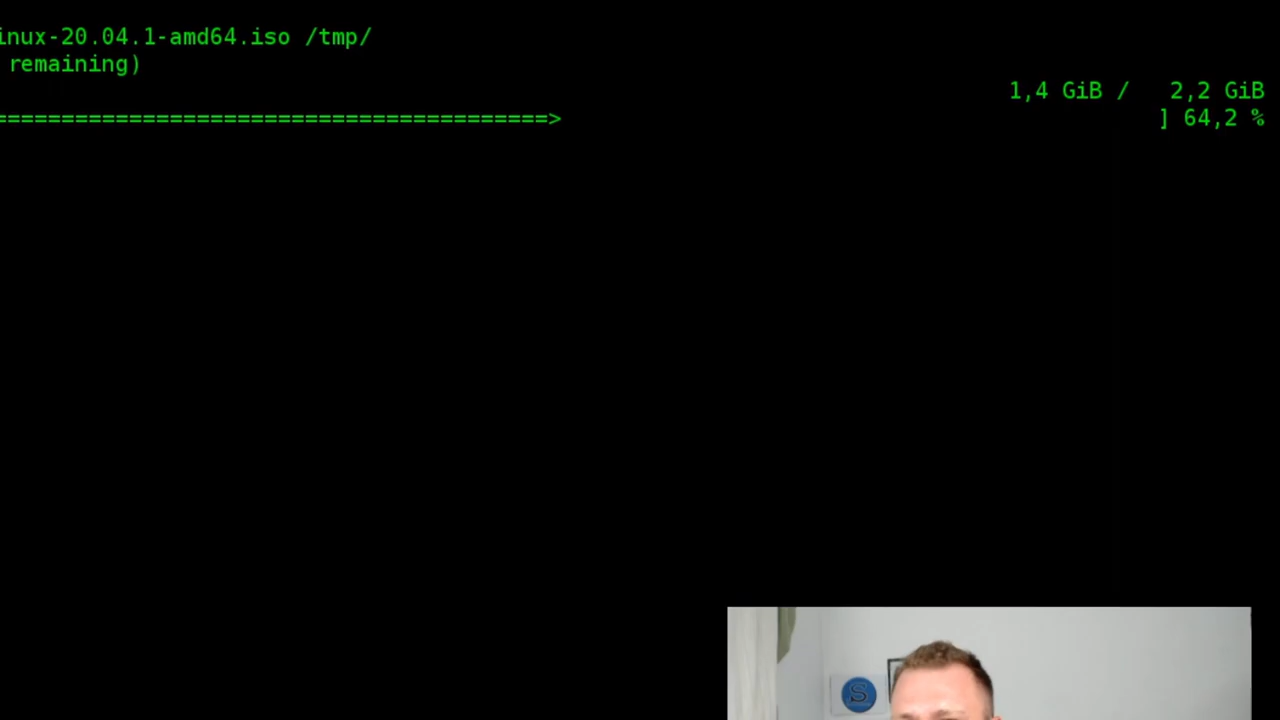 inux-20.04.1-amd64.iso /tmp/
remaining)
1,4 GiB / 2,2 GiB
=========================================> ] 64,2 %
S